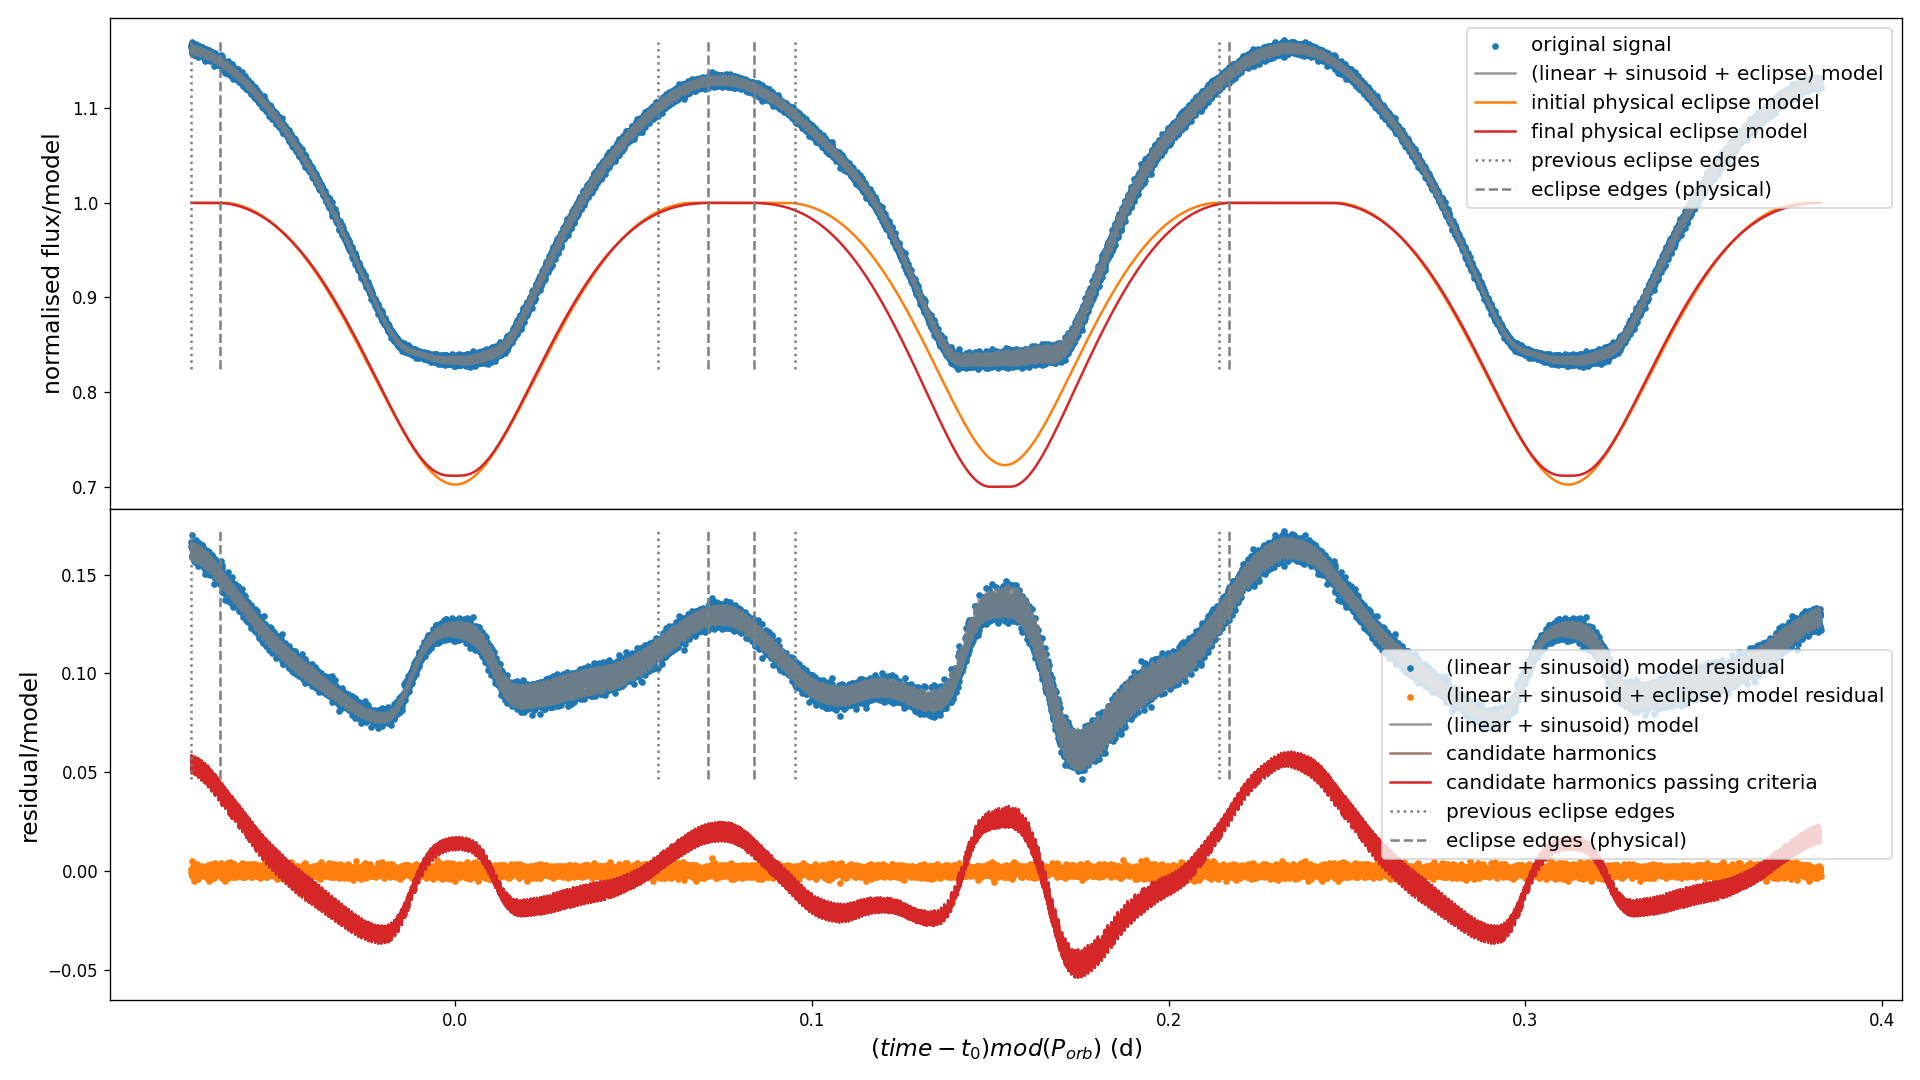 original signal
(linear + sinusoid + eclipse) model
initial physical eclipse model
final physical eclipse model
previous eclipse edges
eclipse edges (physical)
normalised flux/model
1.1
1.0
0.9
0.8
0.7
(linear + sinusoid) model residual
(linear + sinusoid + eclipse) model residual
(linear + sinusoid) model
candidate harmonics
candidate harmonics passing criteria
previous eclipse edges
eclipse edges (physical)
residual/model
0.15
0.10
0.05
0.00
−0.05
0.0 0.1 0.2 0.3 0.4
(time − t₀)mod(Pₒᵣb) (d)